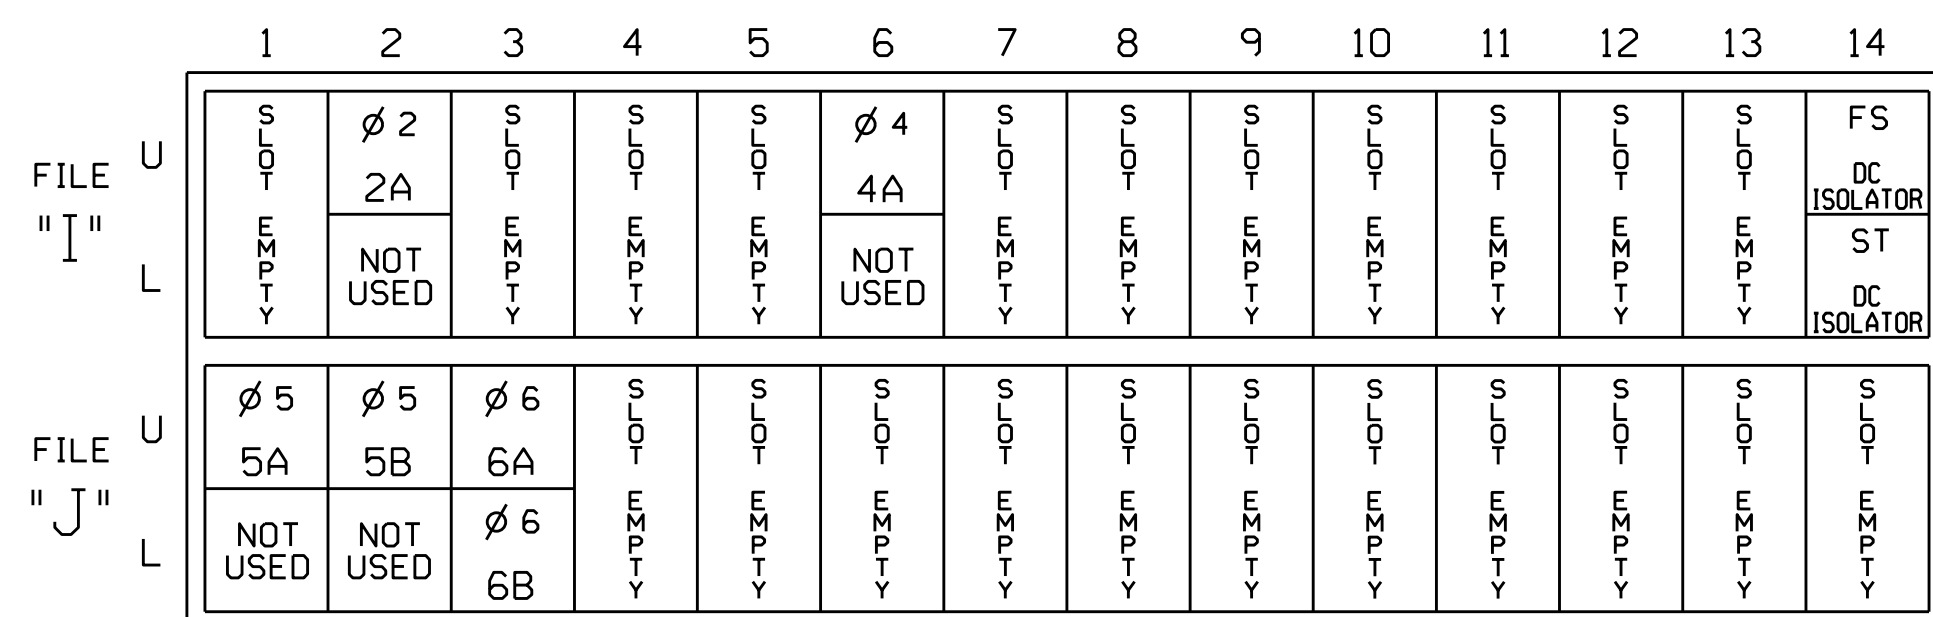 1 2 3 4 5 6 7 8 9 10 11 12 13 14
FILE "I"
U
L
SLOT EMPTY
Ø 2
2A
NOT
USED
SLOT EMPTY
SLOT EMPTY
SLOT EMPTY
Ø 4
4A
NOT
USED
SLOT EMPTY
SLOT EMPTY
SLOT EMPTY
SLOT EMPTY
SLOT EMPTY
SLOT EMPTY
SLOT EMPTY
FS
DC
ISOLATOR
ST
DC
ISOLATOR
FILE "J"
U
L
Ø 5
5A
NOT
USED
Ø 5
5B
NOT
USED
Ø 6
6A
Ø 6
6B
SLOT EMPTY
SLOT EMPTY
SLOT EMPTY
SLOT EMPTY
SLOT EMPTY
SLOT EMPTY
SLOT EMPTY
SLOT EMPTY
SLOT EMPTY
SLOT EMPTY
SLOT EMPTY